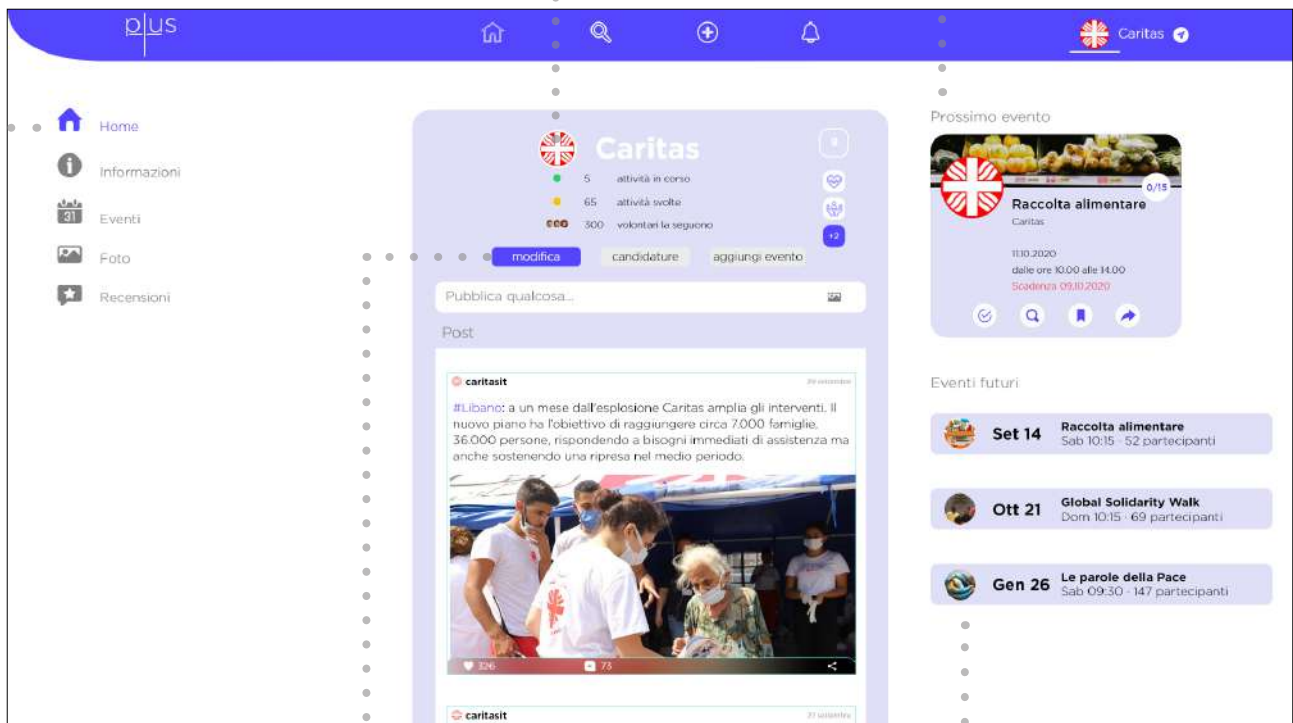 plus
Caritas
Home
Informazioni
31
Eventi
Foto
Recensioni
Caritas
5 attività in corso
65 attività svolte
300 volontari la seguono
+2
modifica candidature aggiungi evento
Pubblica qualcosa...
Post
caritasit
#Libano: a un mese dall'esplosione Caritas amplia gli interventi. Il
nuovo piano ha l'obiettivo di raggiungere circa 7.000 famiglie,
36.000 persone, rispondendo a bisogni immediati di assistenza ma
anche sostenendo una ripresa nel medio periodo.
326 73
caritasit 27 settembre
Prossimo evento
0/15
Raccolta alimentare
Caritas
11.10.2020
dalle ore 10.00 alle 14.00
Scadenza 09.10.2020
Eventi futuri
Set 14
Raccolta alimentare
Sab 10:15 - 52 partecipanti
Ott 21
Global Solidarity Walk
Dom 10:15 - 69 partecipanti
Gen 26
Le parole della Pace
Sab 09:30 - 147 partecipanti